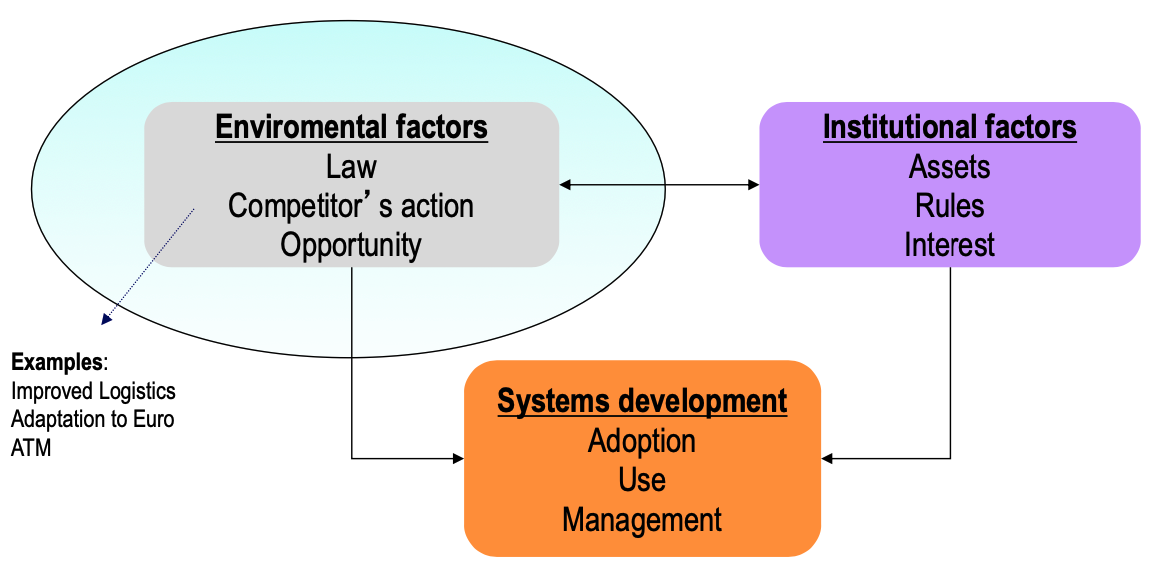 Enviromental factors
Law
Competitor’ s action
Opportunity
Institutional factors
Assets
Rules
Interest
Examples:
Improved Logistics
Adaptation to Euro
ATM
Systems development
Adoption
Use
Management